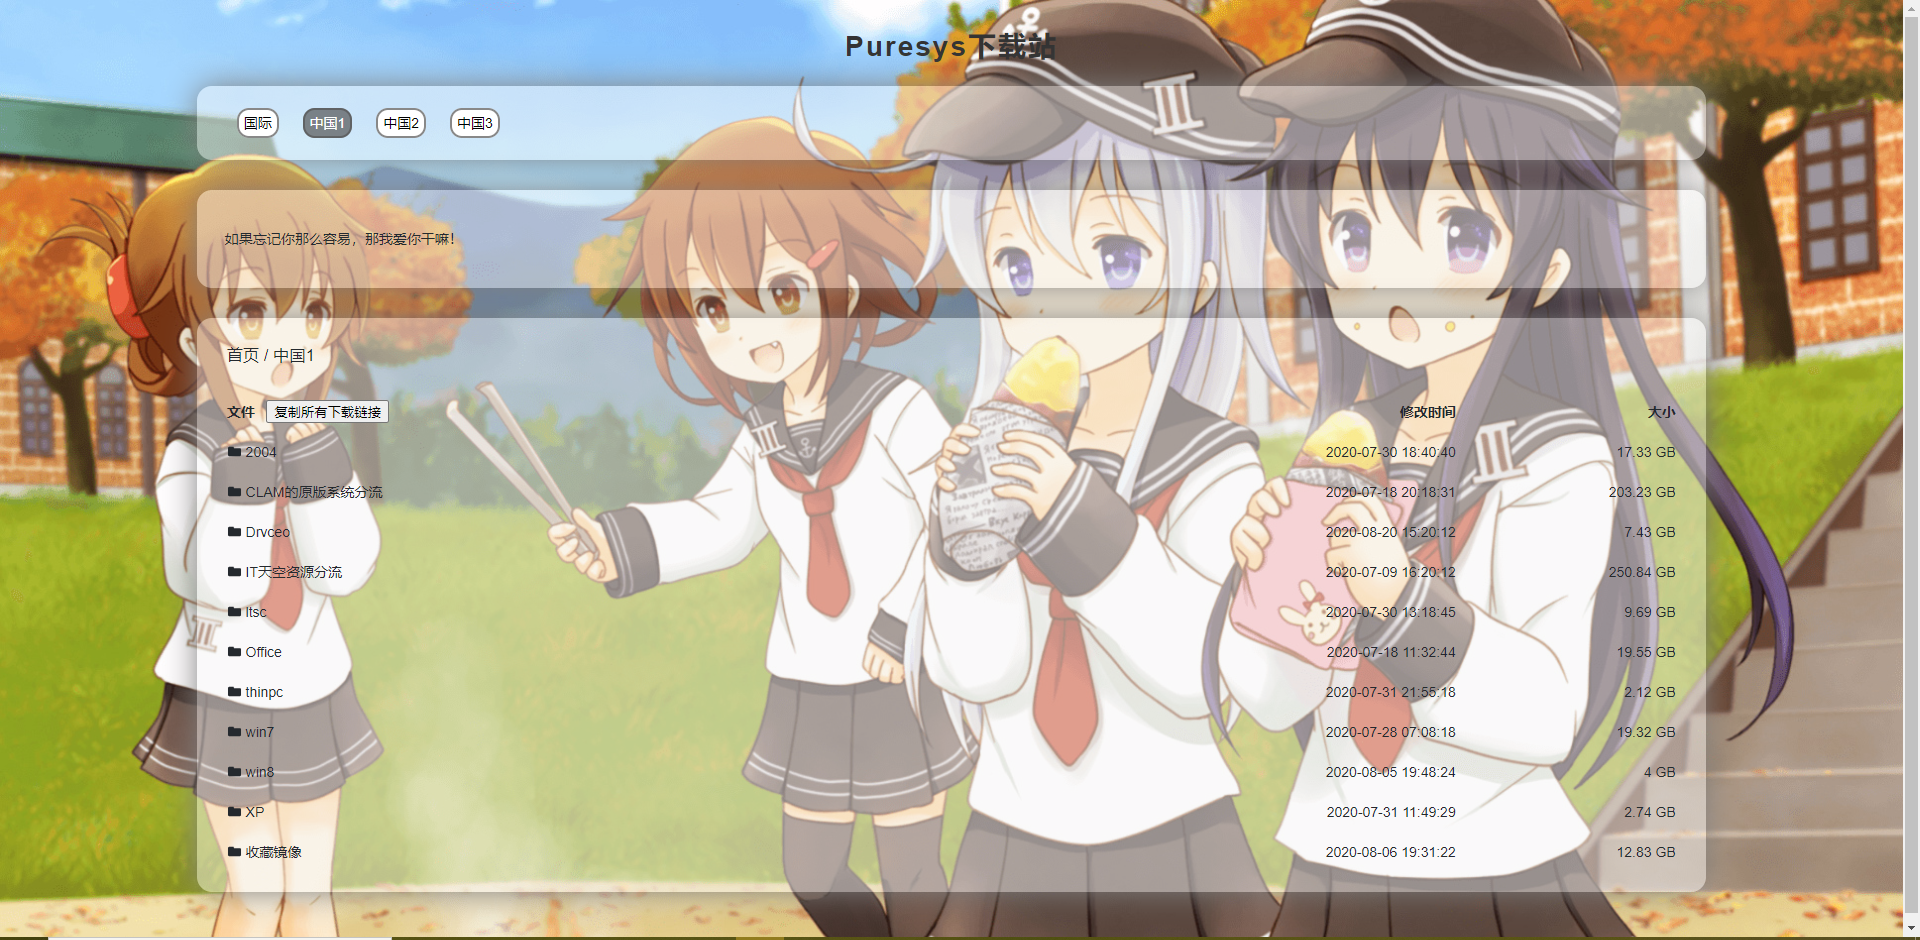 Puresys下载站
国际 中国1 中国2 中国3
如果忘记你那么容易，那我爱你干嘛！
首页 / 中国1
文件 复制所有下载链接 修改时间 大小
2004 2020-07-30 18:40:40 17.33 GB
CLAM的原版系统分流 2020-07-18 20:18:31 203.23 GB
Drvceo 2020-08-20 15:20:12 7.43 GB
IT天空资源分流 2020-07-09 16:20:12 250.84 GB
ltsc 2020-07-30 13:18:45 9.69 GB
Office 2020-07-18 11:32:44 19.55 GB
thinpc 2020-07-31 21:55:18 2.12 GB
win7 2020-07-28 07:08:18 19.32 GB
win8 2020-08-05 19:48:24 4 GB
XP 2020-07-31 11:49:29 2.74 GB
收藏镜像 2020-08-06 19:31:22 12.83 GB